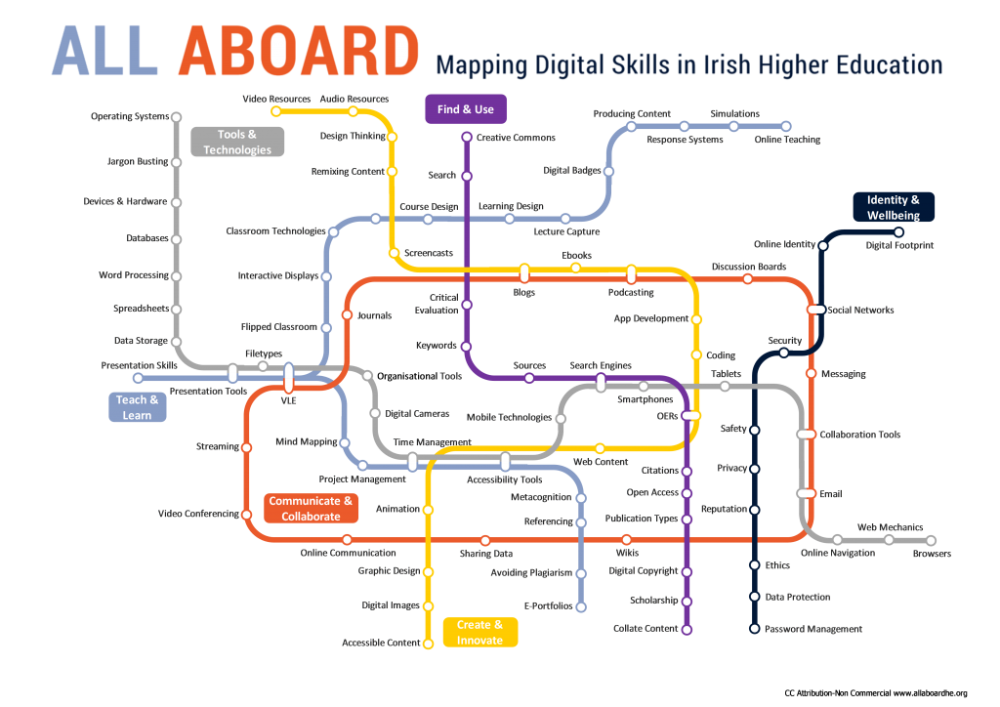 ALL ABOARD Mapping Digital Skills in Irish Higher Education
Video Resources
Audio Resources
Find & Use
Operating Systems
Tools &
Technologies
Design Thinking
Creative Commons
Producing Content
Simulations
Response Systems
Online Teaching
Jargon Busting
Remixing Content
Search
Digital Badges
Devices & Hardware
Course Design
Learning Design
Identity &
Wellbeing
Classroom Technologies
Lecture Capture
Databases
Online Identity
Digital Footprint
Screencasts
Ebooks
Discussion Boards
Word Processing
Interactive Displays
Blogs
Podcasting
Spreadsheets
Journals
Critical
Evaluation
App Development
Social Networks
Flipped Classroom
Data Storage
Keywords
Security
Filetypes
Coding
Presentation Skills
Sources
Search Engines
Tablets
Messaging
Organisational Tools
Presentation Tools
VLE
Smartphones
Teach &
Learn
Digital Cameras
Mobile Technologies
OERs
Safety
Collaboration Tools
Streaming
Mind Mapping
Time Management
Web Content
Project Management
Accessibility Tools
Citations
Privacy
Open Access
Email
Communicate &
Collaborate
Metacognition
Video Conferencing
Animation
Referencing
Publication Types
Reputation
Web Mechanics
Online Communication
Sharing Data
Wikis
Online Navigation
Browsers
Graphic Design
Avoiding Plagiarism
Digital Copyright
Ethics
Digital Images
E-Portfolios
Scholarship
Data Protection
Create &
Innovate
Collate Content
Password Management
Accessible Content
CC Attribution-Non Commercial www.allaboardhe.org